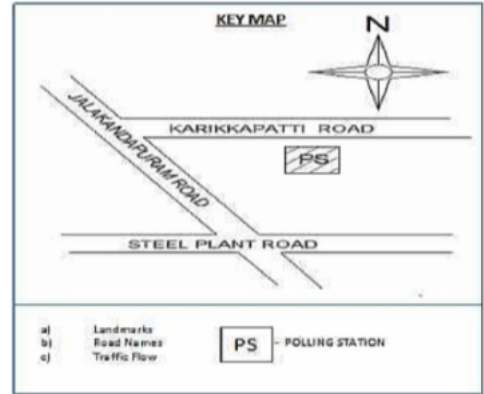 KEY MAP
N
JALAKANDAPURAM ROAD
KARIKKAPATTI ROAD
PS
STEEL PLANT ROAD
a) Landmarks
b) Road Names
c) Traffic Flow
PS - POLLING STATION